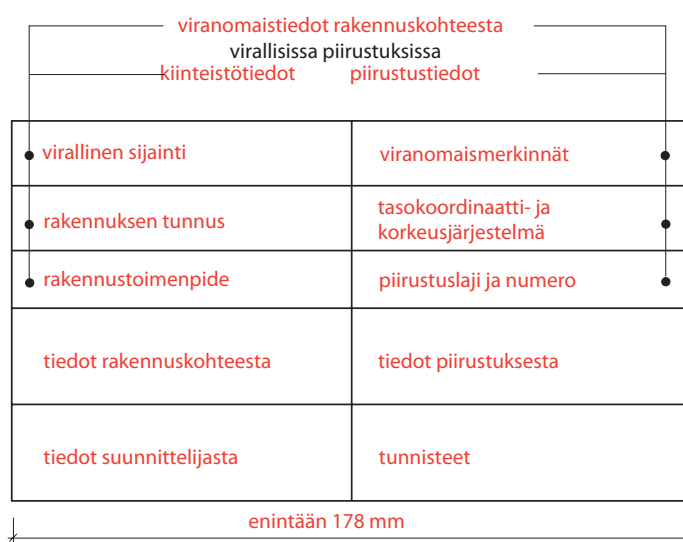 viranomaistiedot rakennuskohteesta
virallisissa piirustuksissa
kiinteistötiedot piirustustiedot
virallinen sijainti viranomaismerkinnät
rakennuksen tunnus tasokoordinaatti- ja
korkeusjärjestelmä
rakennustoimenpide piirustuslaji ja numero
tiedot rakennuskohteesta tiedot piirustuksesta
tiedot suunnittelijasta tunnisteet
enintään 178 mm